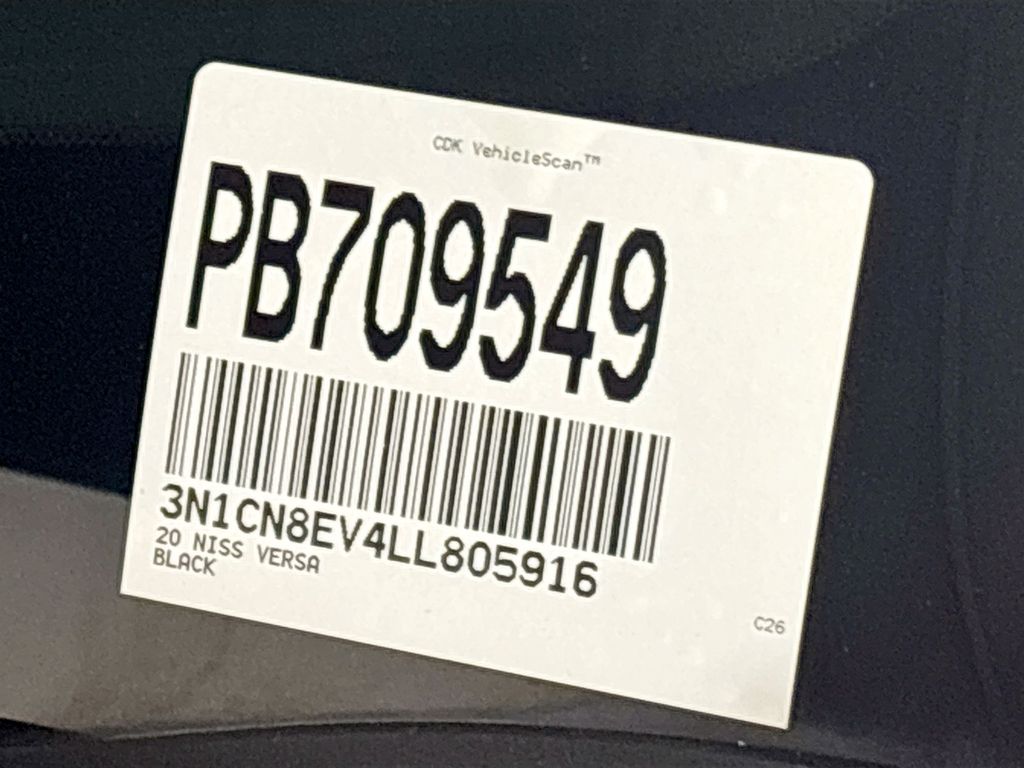 CDK VehicleScan™
PB709549
3N1CN8EV4LL805916
20 NISS VERSA
BLACK
C26